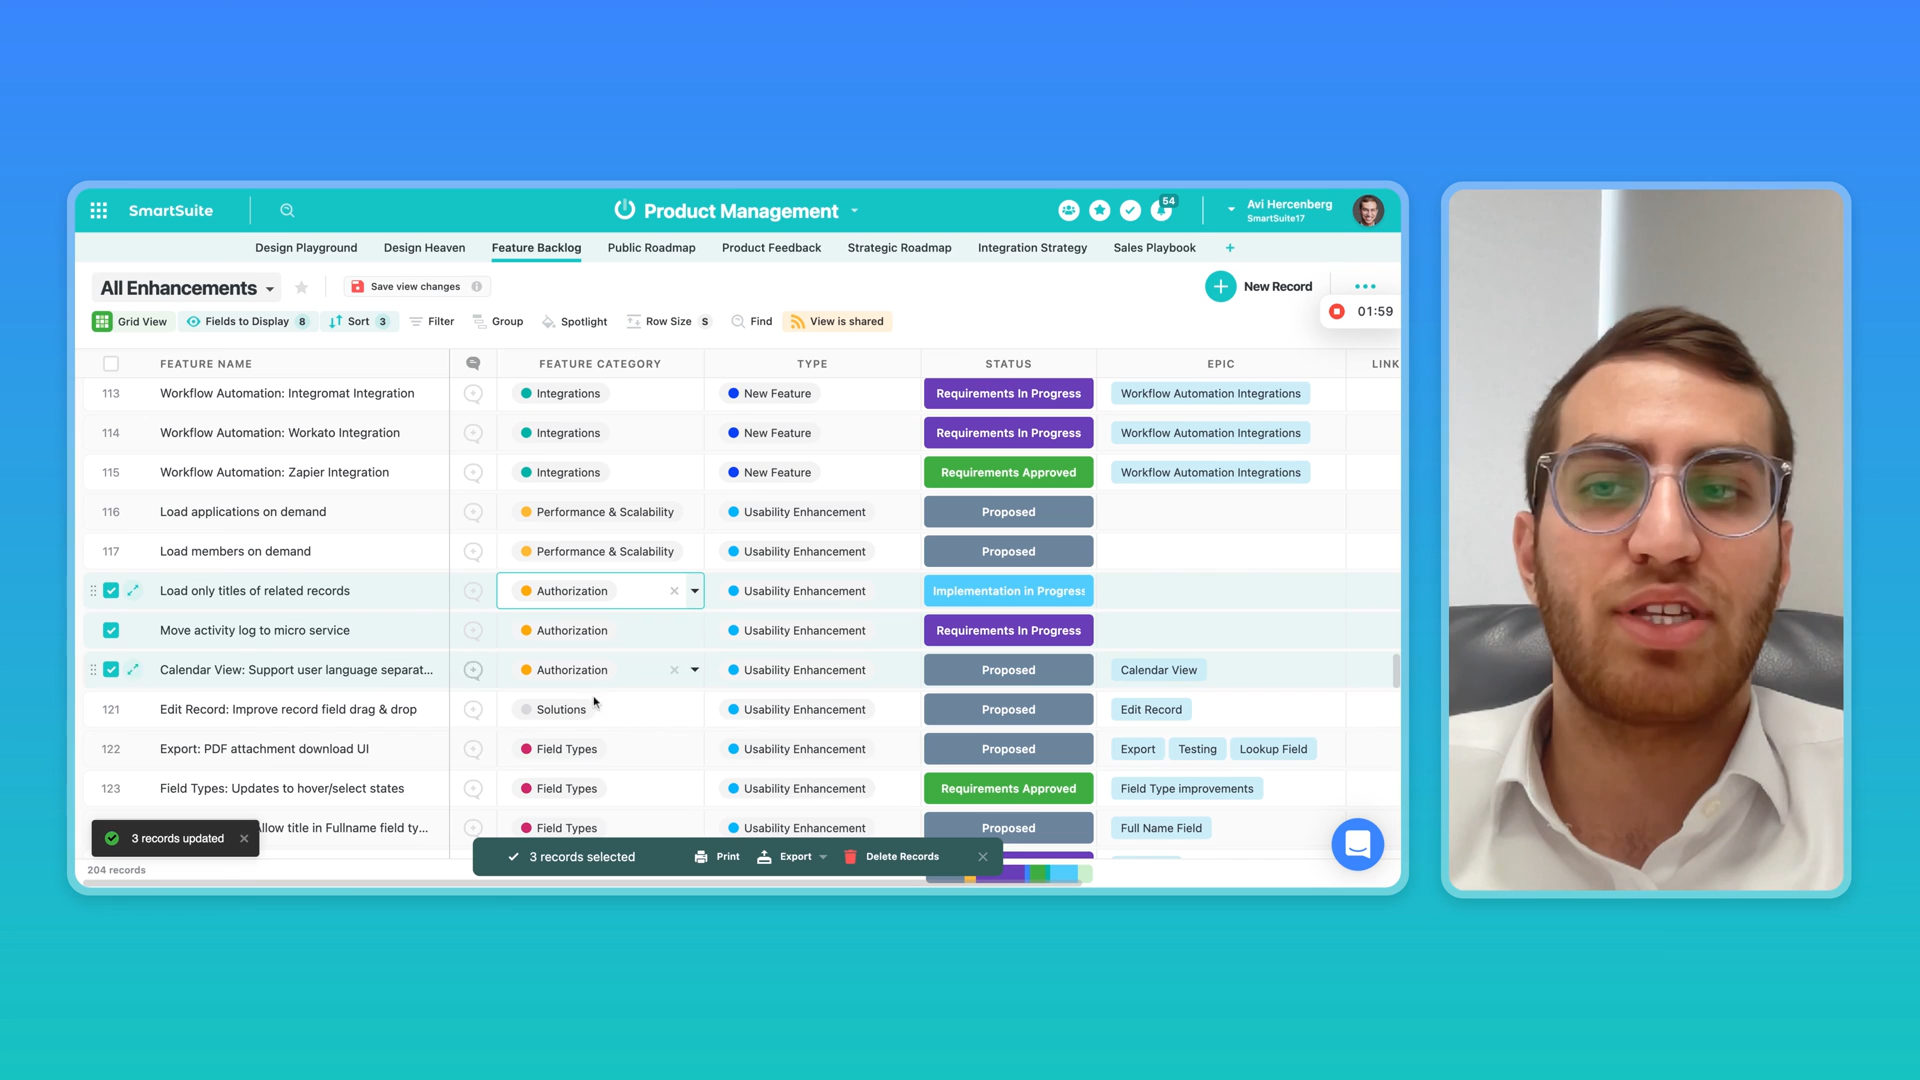 SmartSuite
Product Management
54
Avi Hercenberg
SmartSuite17
Design Playground Design Heaven Feature Backlog Public Roadmap Product Feedback Strategic Roadmap Integration Strategy Sales Playbook +
All Enhancements
Save view changes
New Record
Grid View Fields to Display 8 Sort 3 Filter Group Spotlight Row Size S Find View is shared
01:59
FEATURE NAME FEATURE CATEGORY TYPE STATUS EPIC LINK
113 Workflow Automation: Integromat Integration Integrations New Feature Requirements In Progress Workflow Automation Integrations
114 Workflow Automation: Workato Integration Integrations New Feature Requirements In Progress Workflow Automation Integrations
115 Workflow Automation: Zapier Integration Integrations New Feature Requirements Approved Workflow Automation Integrations
116 Load applications on demand Performance & Scalability Usability Enhancement Proposed
117 Load members on demand Performance & Scalability Usability Enhancement Proposed
Load only titles of related records Authorization Usability Enhancement Implementation in Progress
Move activity log to micro service Authorization Usability Enhancement Requirements In Progress
Calendar View: Support user language separat... Authorization Usability Enhancement Proposed Calendar View
121 Edit Record: Improve record field drag & drop Solutions Usability Enhancement Proposed Edit Record
122 Export: PDF attachment download UI Field Types Usability Enhancement Proposed Export Testing Lookup Field
123 Field Types: Updates to hover/select states Field Types Usability Enhancement Requirements Approved Field Type improvements
Allow title in Fullname field ty... Field Types Usability Enhancement Proposed Full Name Field
3 records updated
3 records selected Print Export Delete Records
204 records